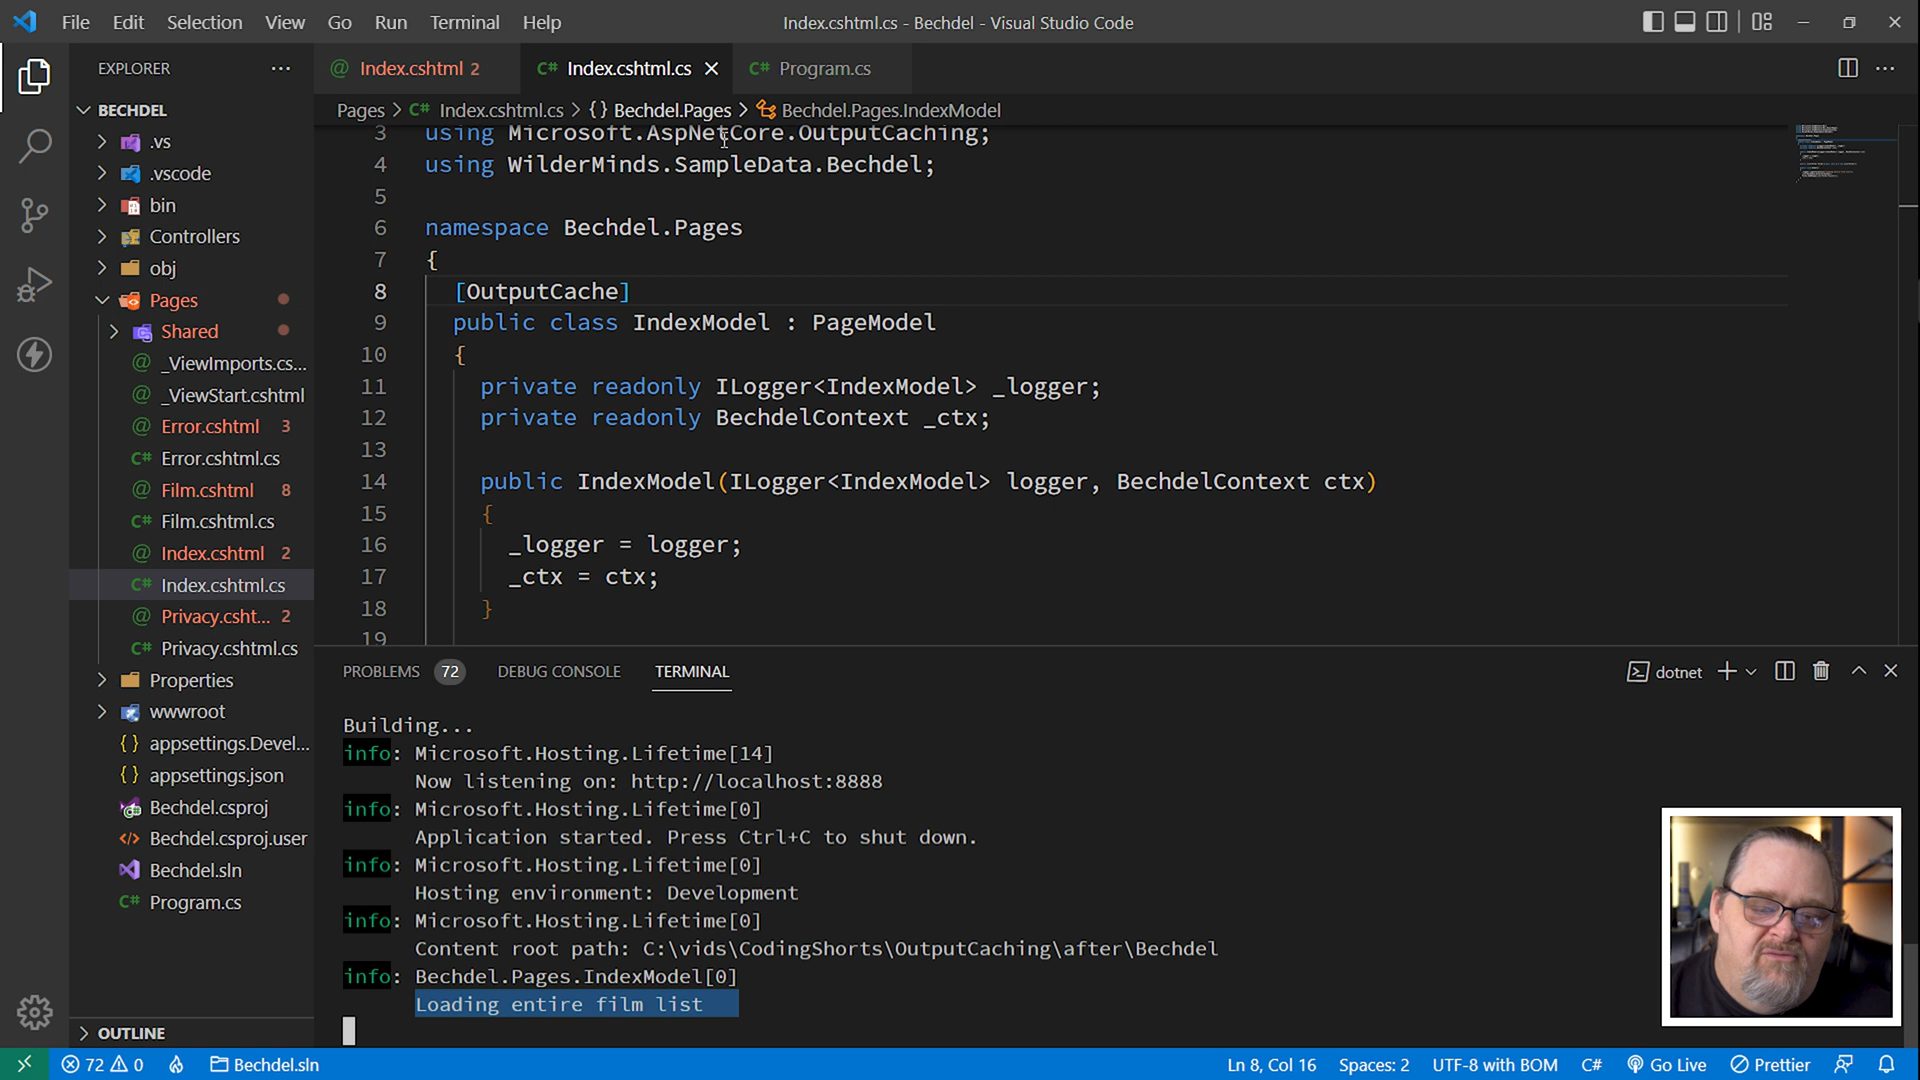 File Edit Selection View Go Run Terminal Help
Index.cshtml.cs - Bechdel - Visual Studio Code
EXPLORER
BECHDEL
.vs
.vscode
bin
Controllers
obj
Pages
Shared
_ViewImports.cs...
_ViewStart.cshtml
Error.cshtml 3
Error.cshtml.cs
Film.cshtml 8
Film.cshtml.cs
Index.cshtml 2
Index.cshtml.cs
Privacy.csht... 2
Privacy.cshtml.cs
Properties
wwwroot
appsettings.Devel...
appsettings.json
Bechdel.csproj
Bechdel.csproj.user
Bechdel.sln
Program.cs
OUTLINE
Index.cshtml 2
Index.cshtml.cs
Program.cs
Pages > Index.cshtml.cs > {} Bechdel.Pages > Bechdel.Pages.IndexModel
3 using Microsoft.AspNetCore.OutputCaching;
4 using WilderMinds.SampleData.Bechdel;
5
6 namespace Bechdel.Pages
7 {
8 [OutputCache]
9 public class IndexModel : PageModel
10 {
11 private readonly ILogger<IndexModel> _logger;
12 private readonly BechdelContext _ctx;
13
14 public IndexModel(ILogger<IndexModel> logger, BechdelContext ctx)
15 {
16 _logger = logger;
17 _ctx = ctx;
18 }
19
PROBLEMS 72 DEBUG CONSOLE TERMINAL
dotnet
Building...
info: Microsoft.Hosting.Lifetime[14]
Now listening on: http://localhost:8888
info: Microsoft.Hosting.Lifetime[0]
Application started. Press Ctrl+C to shut down.
info: Microsoft.Hosting.Lifetime[0]
Hosting environment: Development
info: Microsoft.Hosting.Lifetime[0]
Content root path: C:\vids\CodingShorts\OutputCaching\after\Bechdel
info: Bechdel.Pages.IndexModel[0]
Loading entire film list
72 0 Bechdel.sln
Ln 8, Col 16 Spaces: 2 UTF-8 with BOM C# Go Live Prettier